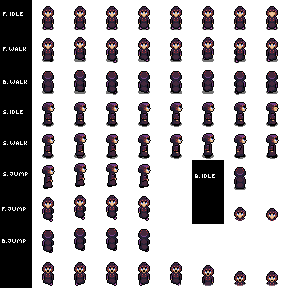 F. IDLE
F. WALK
B. WALK
S. IDLE
S. WALK
S. JUMP
B. IDLE
F. JUMP
B. JUMP